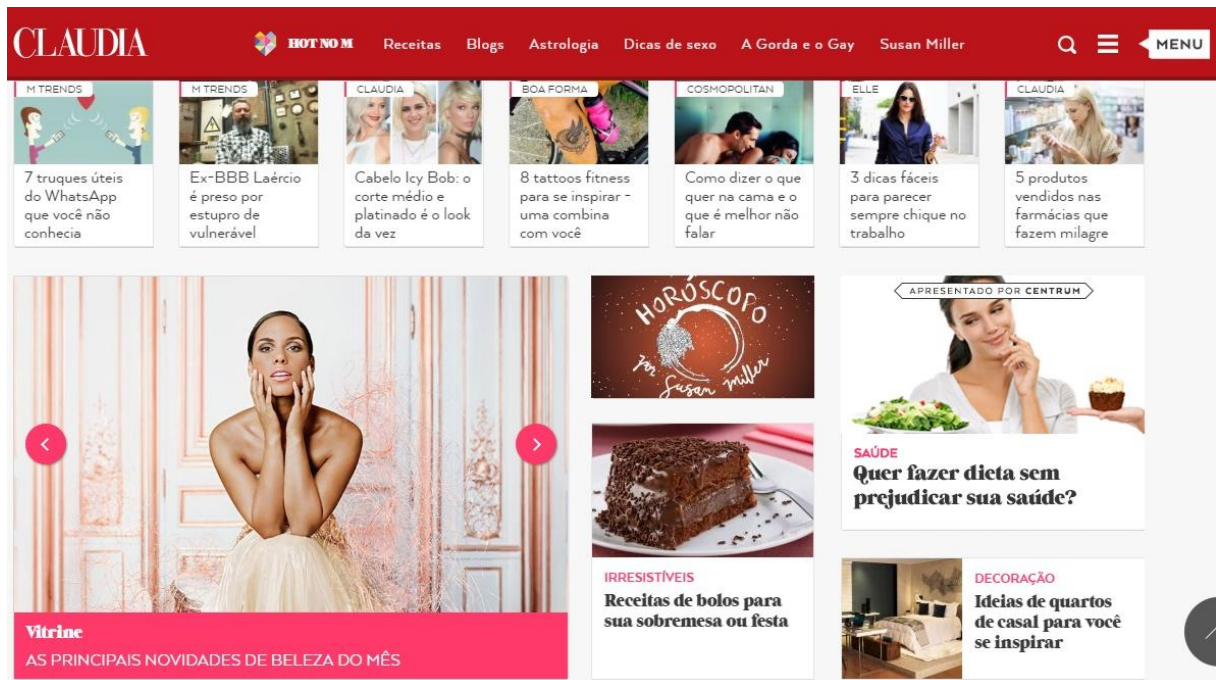 CLAUDIA
HOT NO M
Receitas
Blogs
Astrologia
Dicas de sexo
A Gorda e o Gay
Susan Miller
MENU
M TRENDS
7 truques úteis
do WhatsApp
que você não
conhecia
M TRENDS
Ex-BBB Laércio
é preso por
estupro de
vulnerável
CLAUDIA
Cabelo Icy Bob: o
corte médio e
platinado é o look
da vez
BOA FORMA
8 tattoos fitness
para se inspirar -
uma combina
com você
COSMOPOLITAN
Como dizer o que
quer na cama e o
que é melhor não
falar
ELLE
3 dicas fáceis
para parecer
sempre chique no
trabalho
CLAUDIA
5 produtos
vendidos nas
farmácias que
fazem milagre
Vitrine
AS PRINCIPAIS NOVIDADES DE BELEZA DO MÊS
HORÓSCOPO
por Susan Miller
IRRESISTÍVEIS
Receitas de bolos para
sua sobremesa ou festa
APRESENTADO POR CENTRUM
SAÚDE
Quer fazer dieta sem
prejudicar sua saúde?
DECORAÇÃO
Ideias de quartos
de casal para você
se inspirar